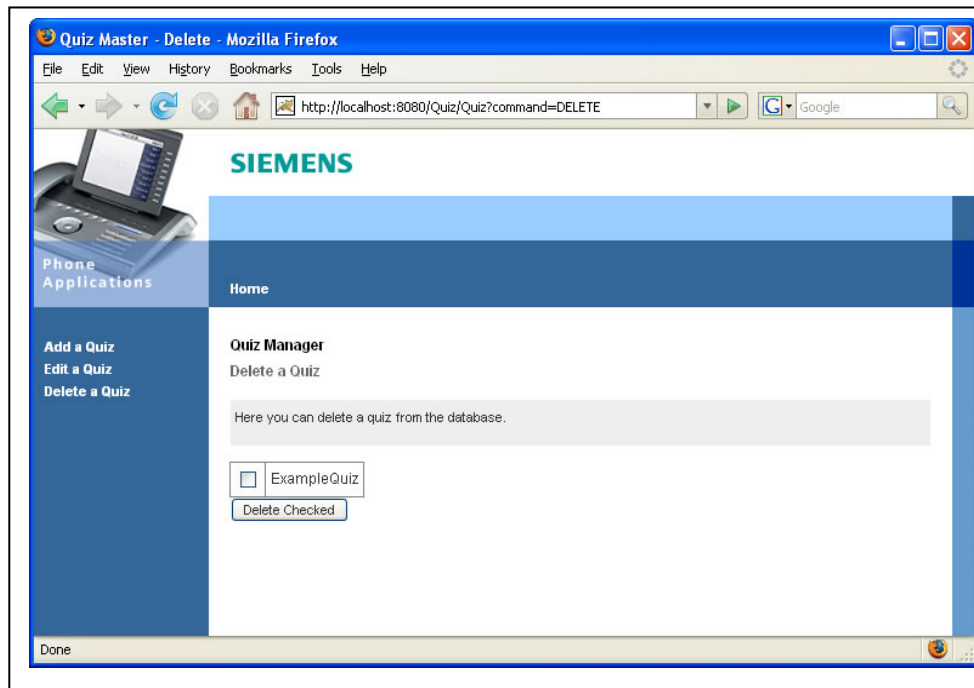 Quiz Master - Delete - Mozilla Firefox
File Edit View History Bookmarks Tools Help
http://localhost:8080/Quiz/Quiz?command=DELETE
G Google
SIEMENS
Phone
Applications
Home
Add a Quiz
Edit a Quiz
Delete a Quiz
Quiz Manager
Delete a Quiz
Here you can delete a quiz from the database.
ExampleQuiz
Delete Checked
Done